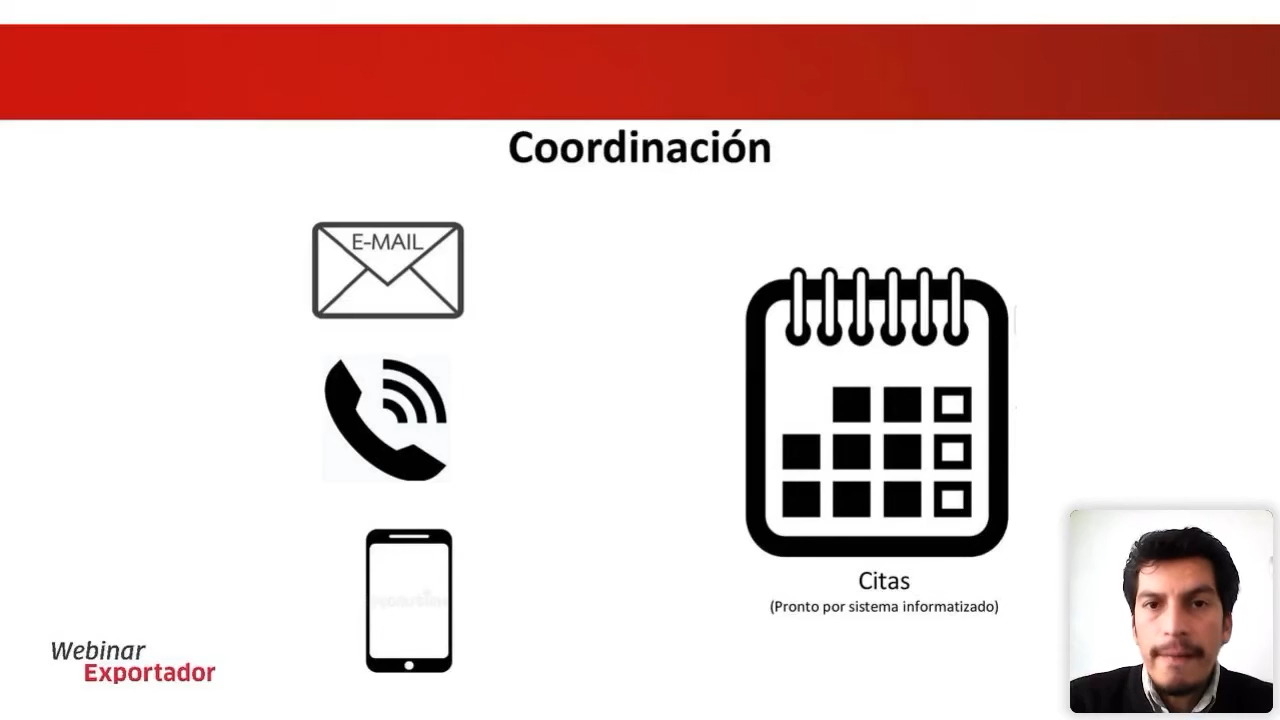 Coordinación
E-MAIL
Citas
(Pronto por sistema informatizado)
Webinar
Exportador